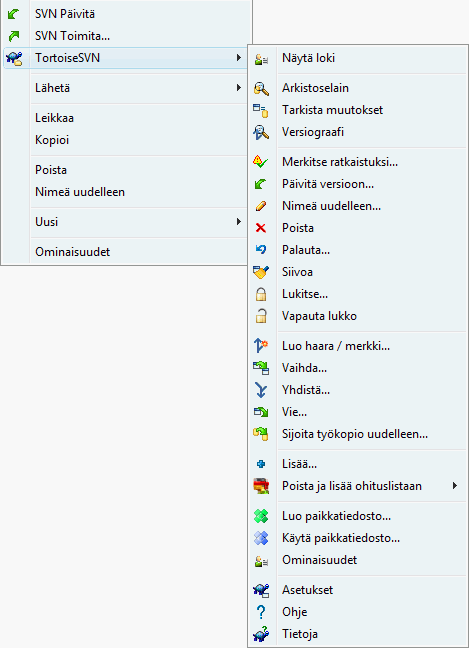 SVN Päivitä
SVN Toimita...
TortoiseSVN
Lähetä
Leikkaa
Kopioi
Poista
Nimeä uudelleen
Uusi
Ominaisuudet
Näytä loki
Arkistoselain
Tarkista muutokset
Versiograafi
Merkitse ratkaistuksi...
Päivitä versioon...
Nimeä uudelleen...
Poista
Palauta...
Siivoa
Lukitse...
Vapauta lukko
Luo haara / merkki...
Vaihda...
Yhdistä...
Vie...
Sijoita työkopio uudelleen...
Lisää...
Poista ja lisää ohituslistaan
Luo paikkatiedosto...
Käytä paikkatiedosto...
Ominaisuudet
Asetukset
Ohje
Tietoja